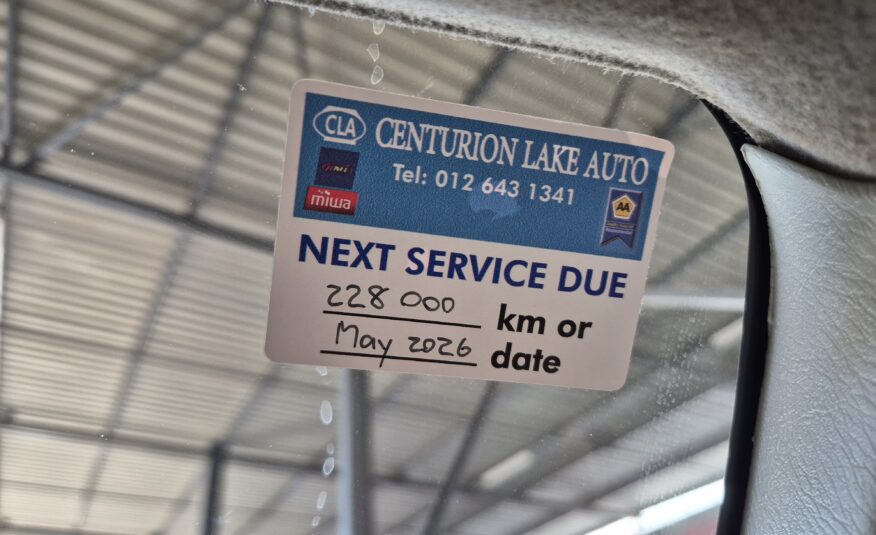 CLA
CENTURION LAKE AUTO
Tel: 012 643 1341
miwa
AA
NEXT SERVICE DUE
228 000 km or
May 2026 date